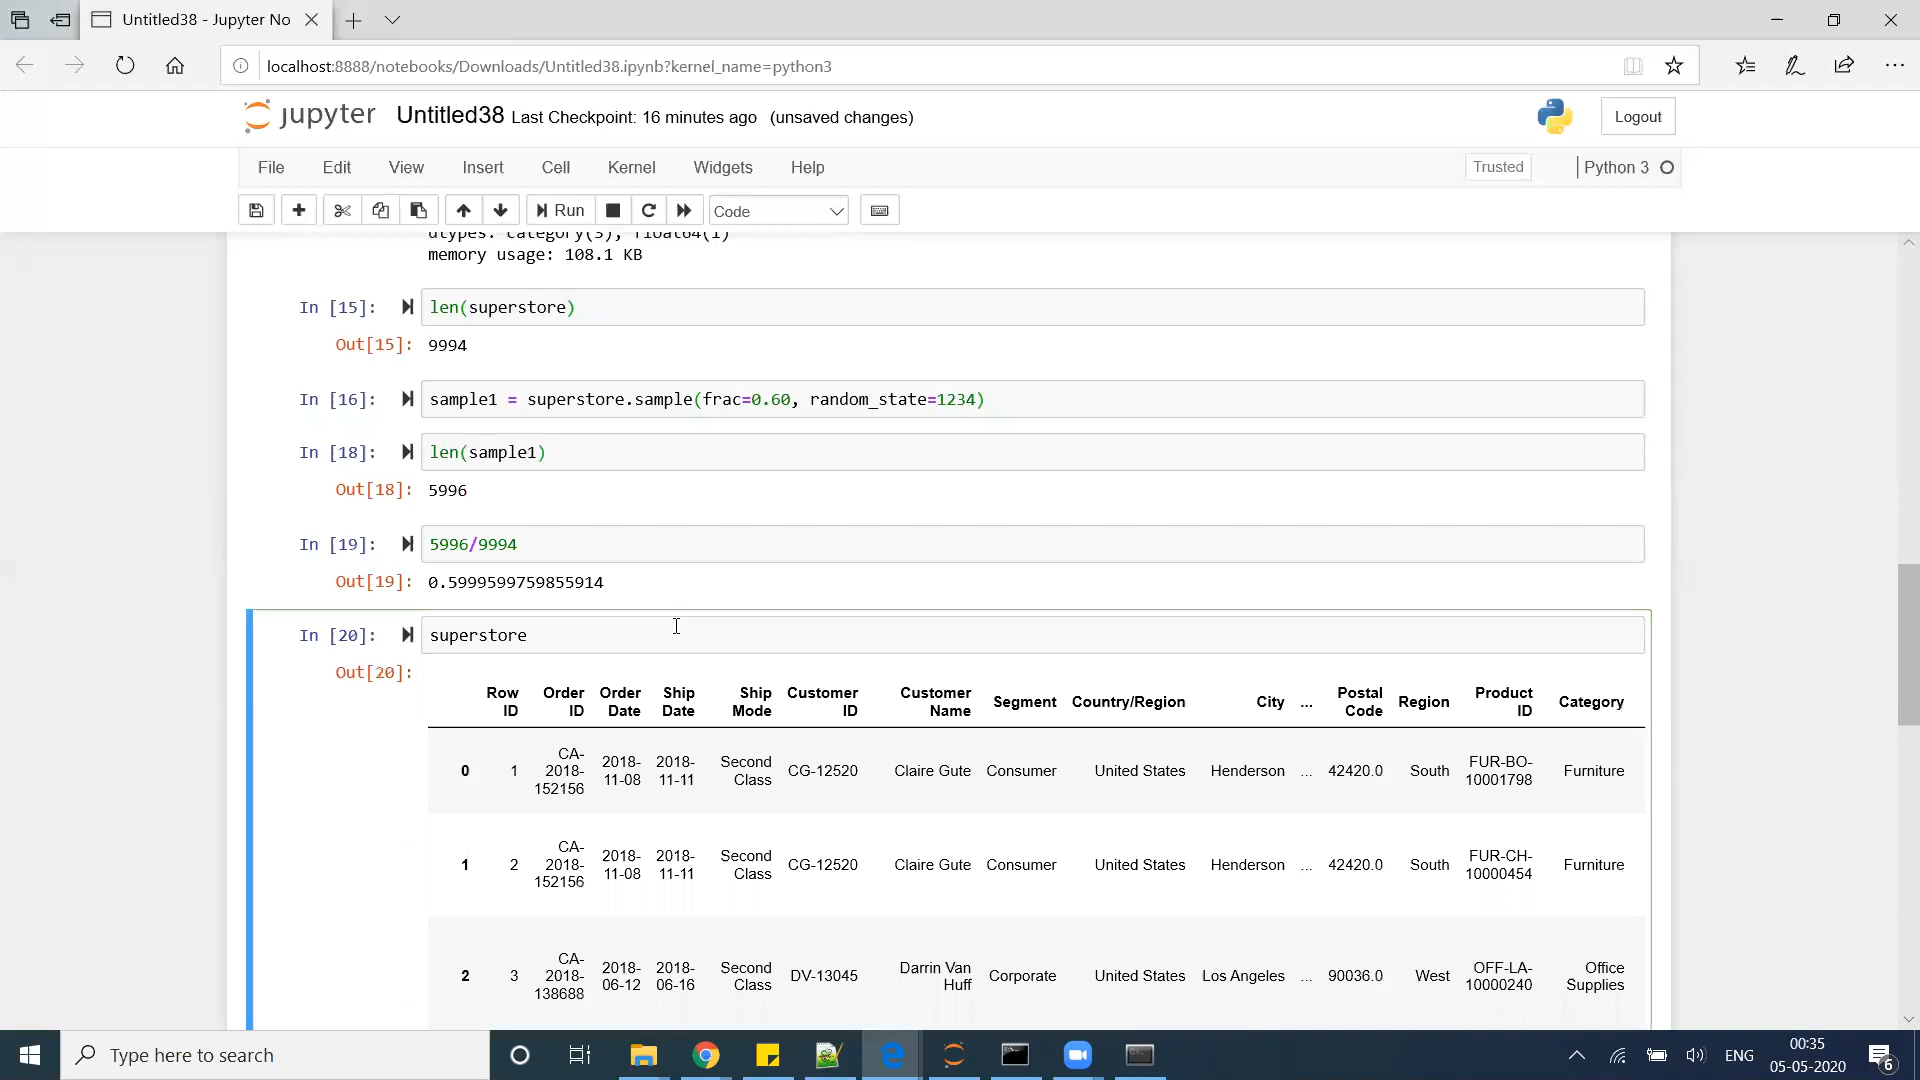 Untitled38 - Jupyter No
localhost:8888/notebooks/Downloads/Untitled38.ipynb?kernel_name=python3
jupyter Untitled38 Last Checkpoint: 16 minutes ago (unsaved changes)
Logout
File Edit View Insert Cell Kernel Widgets Help
Trusted
Python 3
Run
Code
dtypes: category(3), float64(1)
memory usage: 108.1 KB
In [15]: len(superstore)
Out[15]: 9994
In [16]: sample1 = superstore.sample(frac=0.60, random_state=1234)
In [18]: len(sample1)
Out[18]: 5996
In [19]: 5996/9994
Out[19]: 0.5999599759855914
In [20]: superstore
Out[20]:
Row ID Order ID Order Date Ship Date Ship Mode Customer ID Customer Name Segment Country/Region City ... Postal Code Region Product ID Category
0 1 CA-2018-152156 2018-11-08 2018-11-11 Second Class CG-12520 Claire Gute Consumer United States Henderson ... 42420.0 South FUR-BO-10001798 Furniture
1 2 CA-2018-152156 2018-11-08 2018-11-11 Second Class CG-12520 Claire Gute Consumer United States Henderson ... 42420.0 South FUR-CH-10000454 Furniture
2 3 CA-2018-138688 2018-06-12 2018-06-16 Second Class DV-13045 Darrin Van Huff Corporate United States Los Angeles ... 90036.0 West OFF-LA-10000240 Office Supplies
Type here to search
ENG
00:35
05-05-2020
6